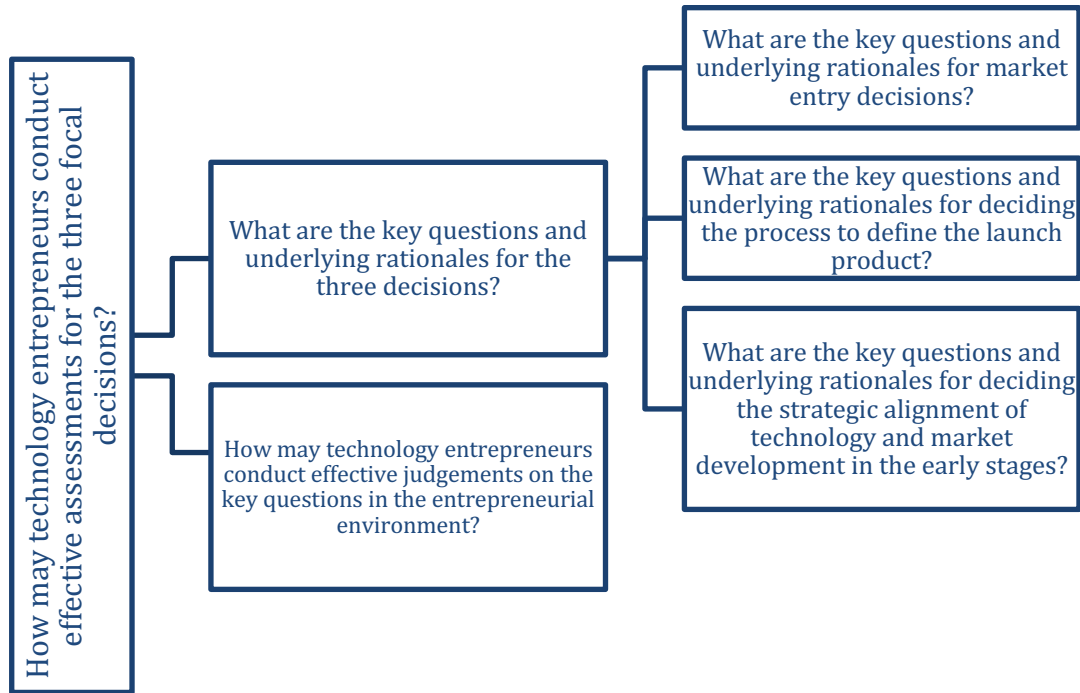 How may technology entrepreneurs conduct
effective assessments for the three focal
decisions?
What are the key questions and
underlying rationales for the
three decisions?
How may technology entrepreneurs
conduct effective judgements on the
key questions in the entrepreneurial
environment?
What are the key questions and
underlying rationales for market
entry decisions?
What are the key questions and
underlying rationales for deciding
the process to define the launch
product?
What are the key questions and
underlying rationales for deciding
the strategic alignment of
technology and market
development in the early stages?